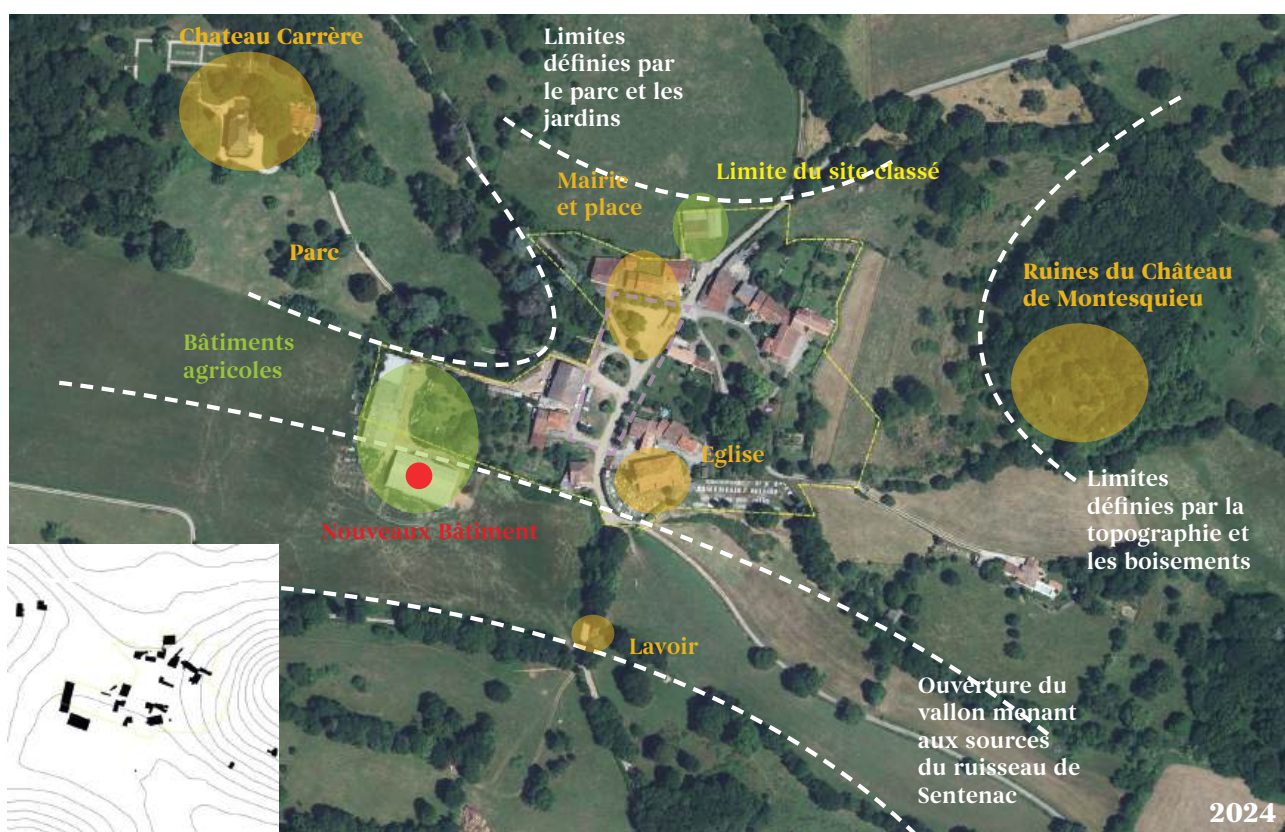 Chateau Carrère
Limites
définies par
le parc et les
jardins
Limite du site classé
Mairie
et place
Parc
Ruines du Château
de Montesquieu
Bâtiments
agricoles
Eglise
Limites
définies par la
topographie et
les boisements
Nouveaux Bâtiment
Lavoir
Ouverture du
vallon menant
aux sources
du ruisseau de
Sentenac
2024